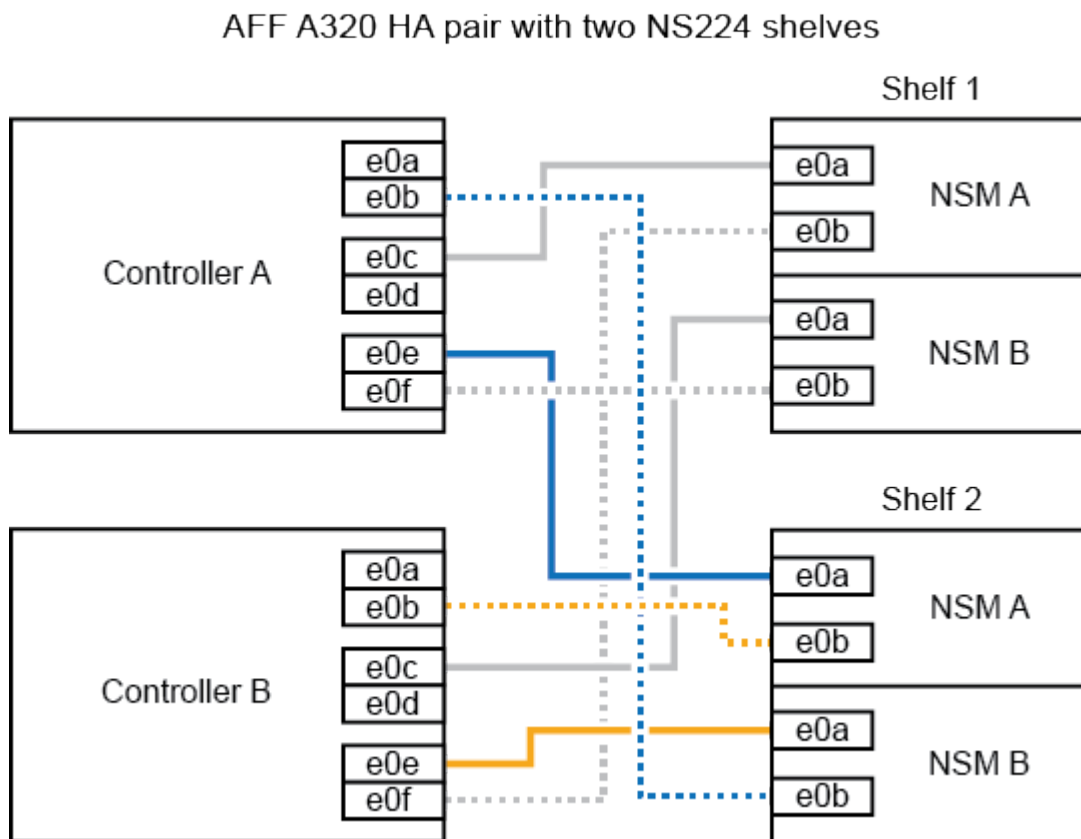 AFF A320 HA pair with two NS224 shelves
Controller A
e0a
e0b
e0c
e0d
e0e
e0f
Shelf 1
e0a
e0b
NSM A
e0a
e0b
NSM B
Controller B
e0a
e0b
e0c
e0d
e0e
e0f
Shelf 2
e0a
e0b
NSM A
e0a
e0b
NSM B